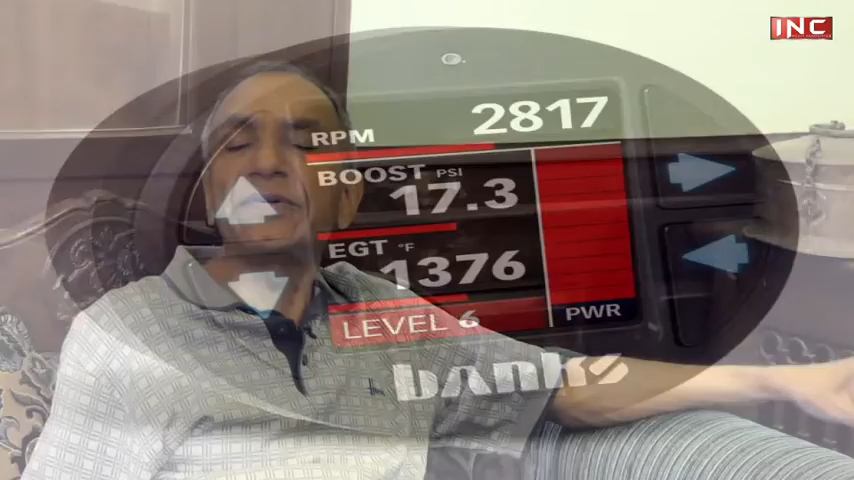 INC
RPM 2817
BOOST PSI
17.3
EGT °F
1376
LEVEL 6
PWR
banks